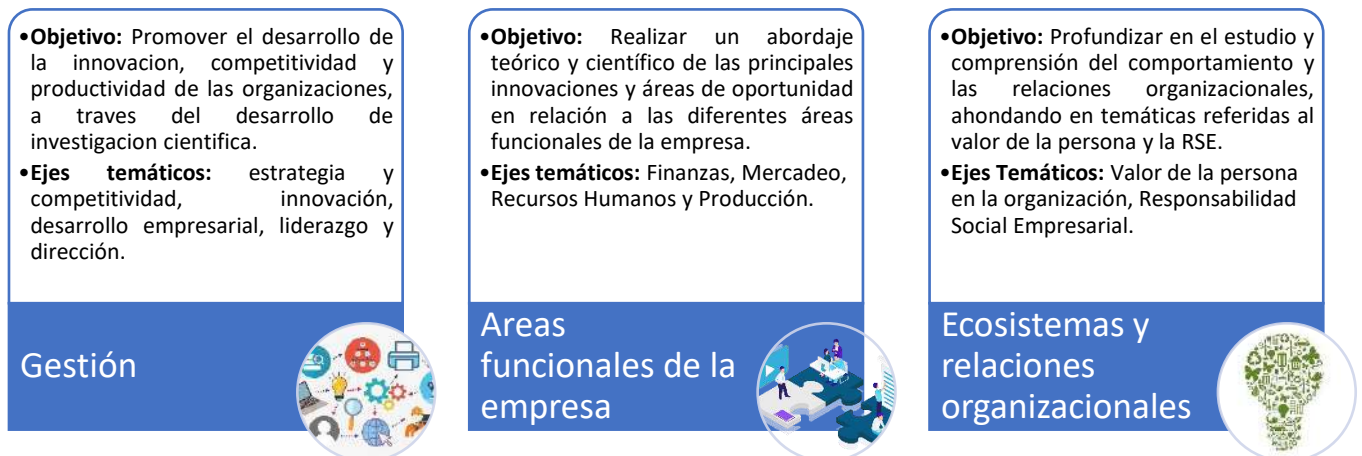 •Objetivo: Promover el desarrollo de
la innovacion, competitividad y
productividad de las organizaciones,
a traves del desarrollo de
investigacion cientifica.
•Ejes temáticos: estrategia y
competitividad, innovación,
desarrollo empresarial, liderazgo y
dirección.
Gestión
•Objetivo: Realizar un abordaje
teórico y científico de las principales
innovaciones y áreas de oportunidad
en relación a las diferentes áreas
funcionales de la empresa.
•Ejes temáticos: Finanzas, Mercadeo,
Recursos Humanos y Producción.
Areas
funcionales de la
empresa
•Objetivo: Profundizar en el estudio y
comprensión del comportamiento y
las relaciones organizacionales,
ahondando en temáticas referidas al
valor de la persona y la RSE.
•Ejes Temáticos: Valor de la persona
en la organización, Responsabilidad
Social Empresarial.
Ecosistemas y
relaciones
organizacionales